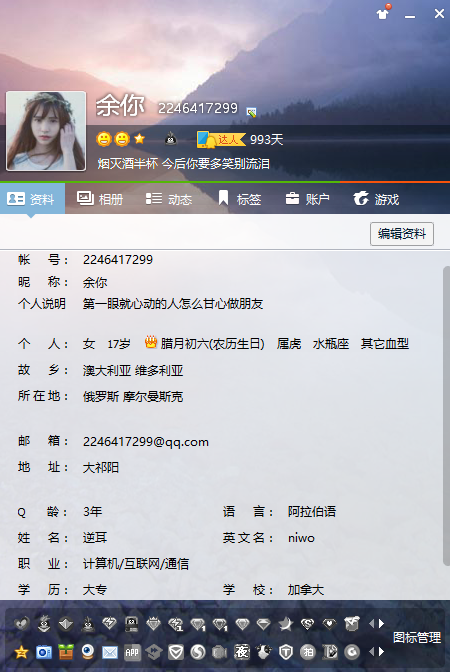 余你 2246417299
达人 993天
烟灭酒半杯 今后你要多笑别流泪
资料 相册 动态 标签 账户 游戏
编辑资料
帐 号： 2246417299
昵 称： 余你
个人说明 第一眼就心动的人怎么甘心做朋友
个 人： 女 17岁 腊月初六(农历生日) 属虎 水瓶座 其它血型
故 乡： 澳大利亚 维多利亚
所在地： 俄罗斯 摩尔曼斯克
邮 箱： 2246417299@qq.com
地 址： 大祁阳
Q 龄： 3年 语 言： 阿拉伯语
姓 名： 逆耳 英文名： niwo
职 业： 计算机/互联网/通信
学 历： 大专 学 校： 加拿大
图标管理